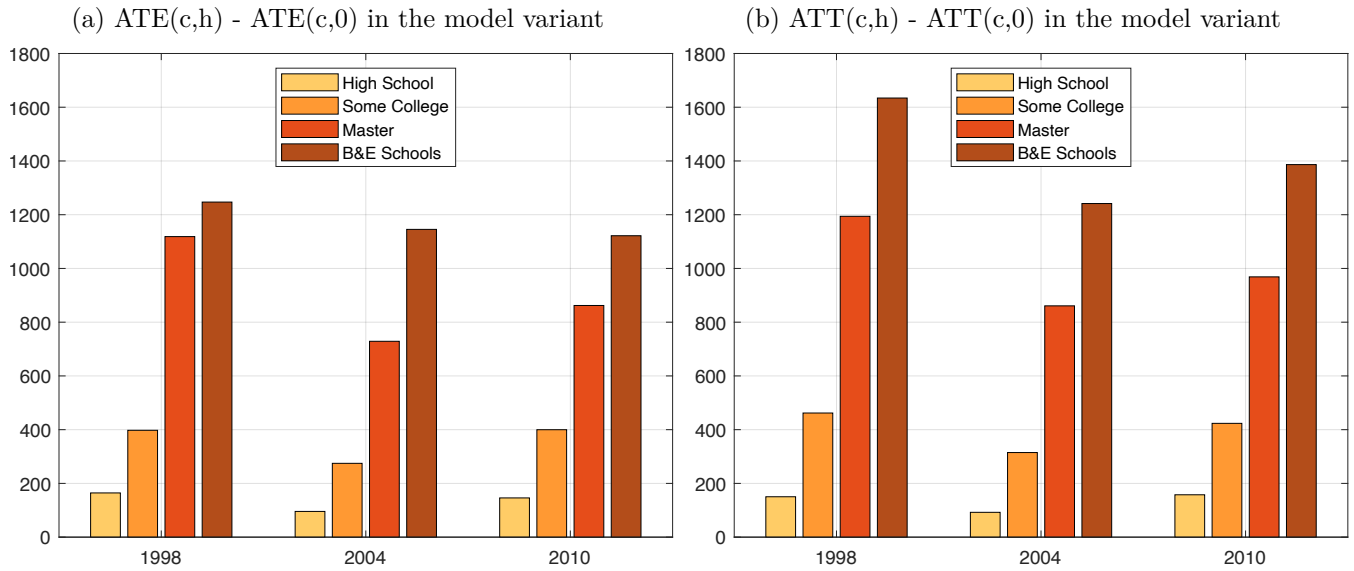 (a) ATE(c,h) - ATE(c,0) in the model variant
1800
1600
1400
1200
1000
800
600
400
200
0
High School
Some College
Master
B&E Schools
1998
2004
2010
(b) ATT(c,h) - ATT(c,0) in the model variant
1800
1600
1400
1200
1000
800
600
400
200
0
High School
Some College
Master
B&E Schools
1998
2004
2010